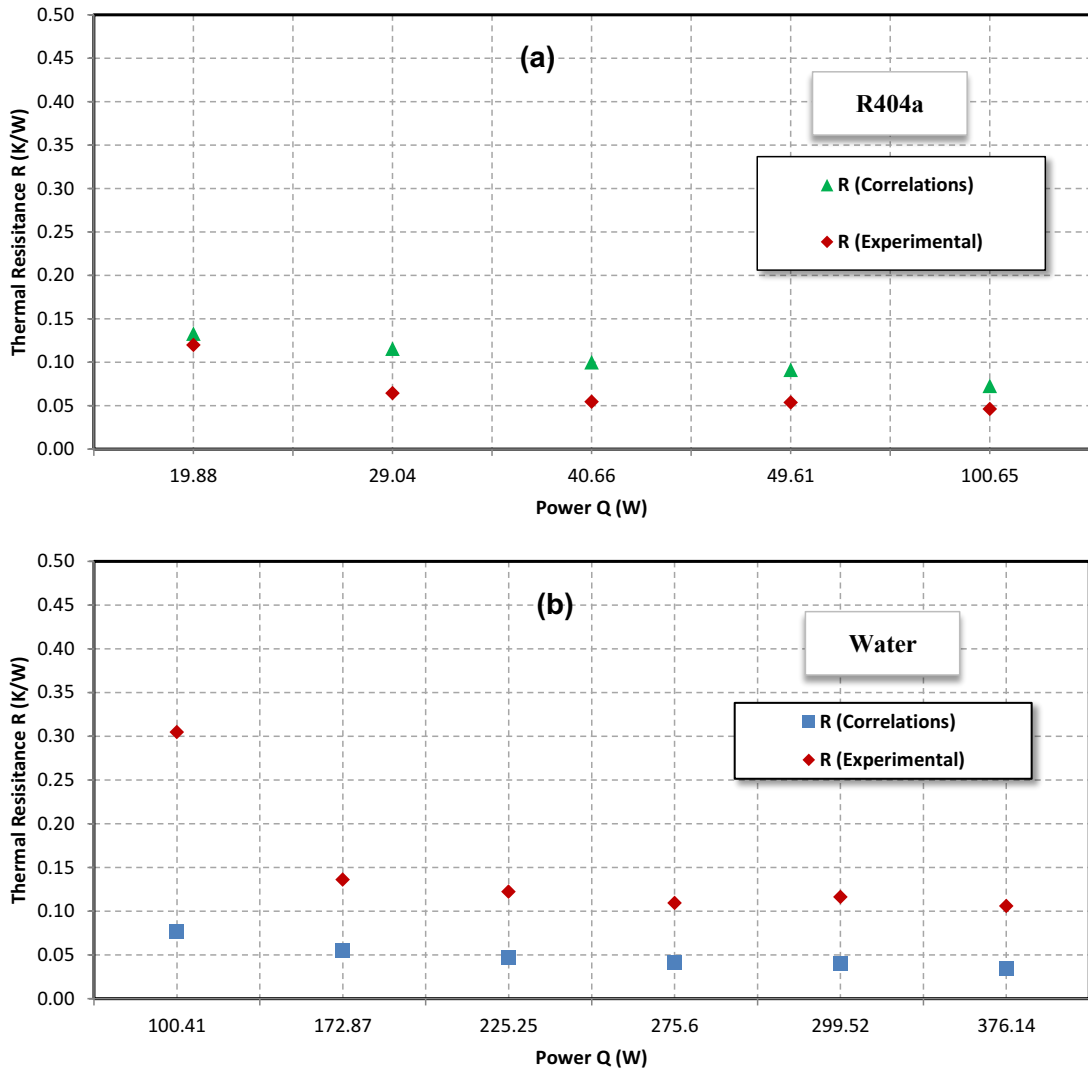 0.50
0.45
0.40
0.35
0.30
0.25
0.20
0.15
0.10
0.05
0.00
Thermal Resisitance R (K/W)
(a)
R404a
R (Correlations)
R (Experimental)
19.88 29.04 40.66 49.61 100.65
Power Q (W)
0.50
0.45
0.40
0.35
0.30
0.25
0.20
0.15
0.10
0.05
0.00
Thermal Resisitance R (K/W)
(b)
Water
R (Correlations)
R (Experimental)
100.41 172.87 225.25 275.6 299.52 376.14
Power Q (W)